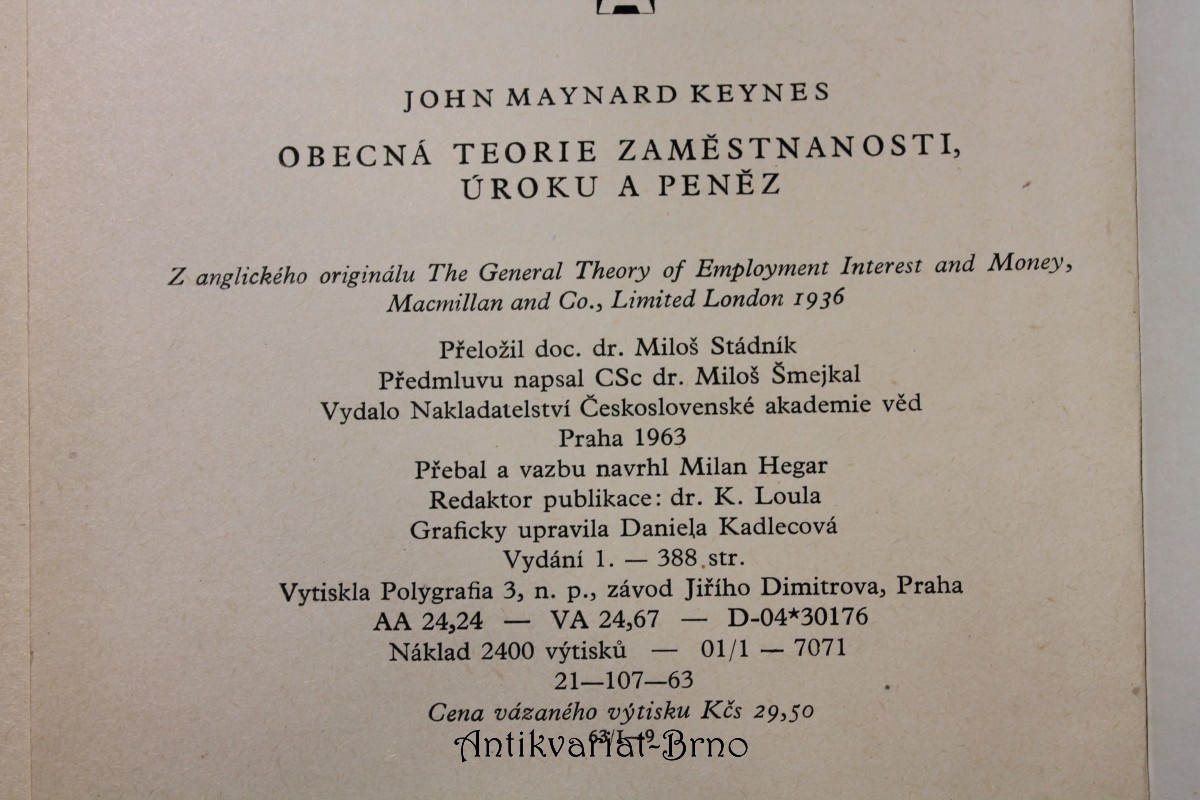 JOHN MAYNARD KEYNES
OBECNÁ TEORIE ZAMĚSTNANOSTI,
ÚROKU A PENĚZ
Z anglického originálu The General Theory of Employment Interest and Money,
Macmillan and Co., Limited London 1936
Přeložil doc. dr. Miloš Stádník
Předmluvu napsal CSc dr. Miloš Šmejkal
Vydalo Nakladatelství Československé akademie věd
Praha 1963
Přebal a vazbu navrhl Milan Hegar
Redaktor publikace: dr. K. Loula
Graficky upravila Daniela Kadlecová
Vydání 1. — 388 str.
Vytiskla Polygrafia 3, n. p., závod Jiřího Dimitrova, Praha
AA 24,24 — VA 24,67 — D-04*30176
Náklad 2400 výtisků — 01/1 — 7071
21—107—63
Cena vázaného výtisku Kčs 29,50
63/I—9
Antikvariat-Brno